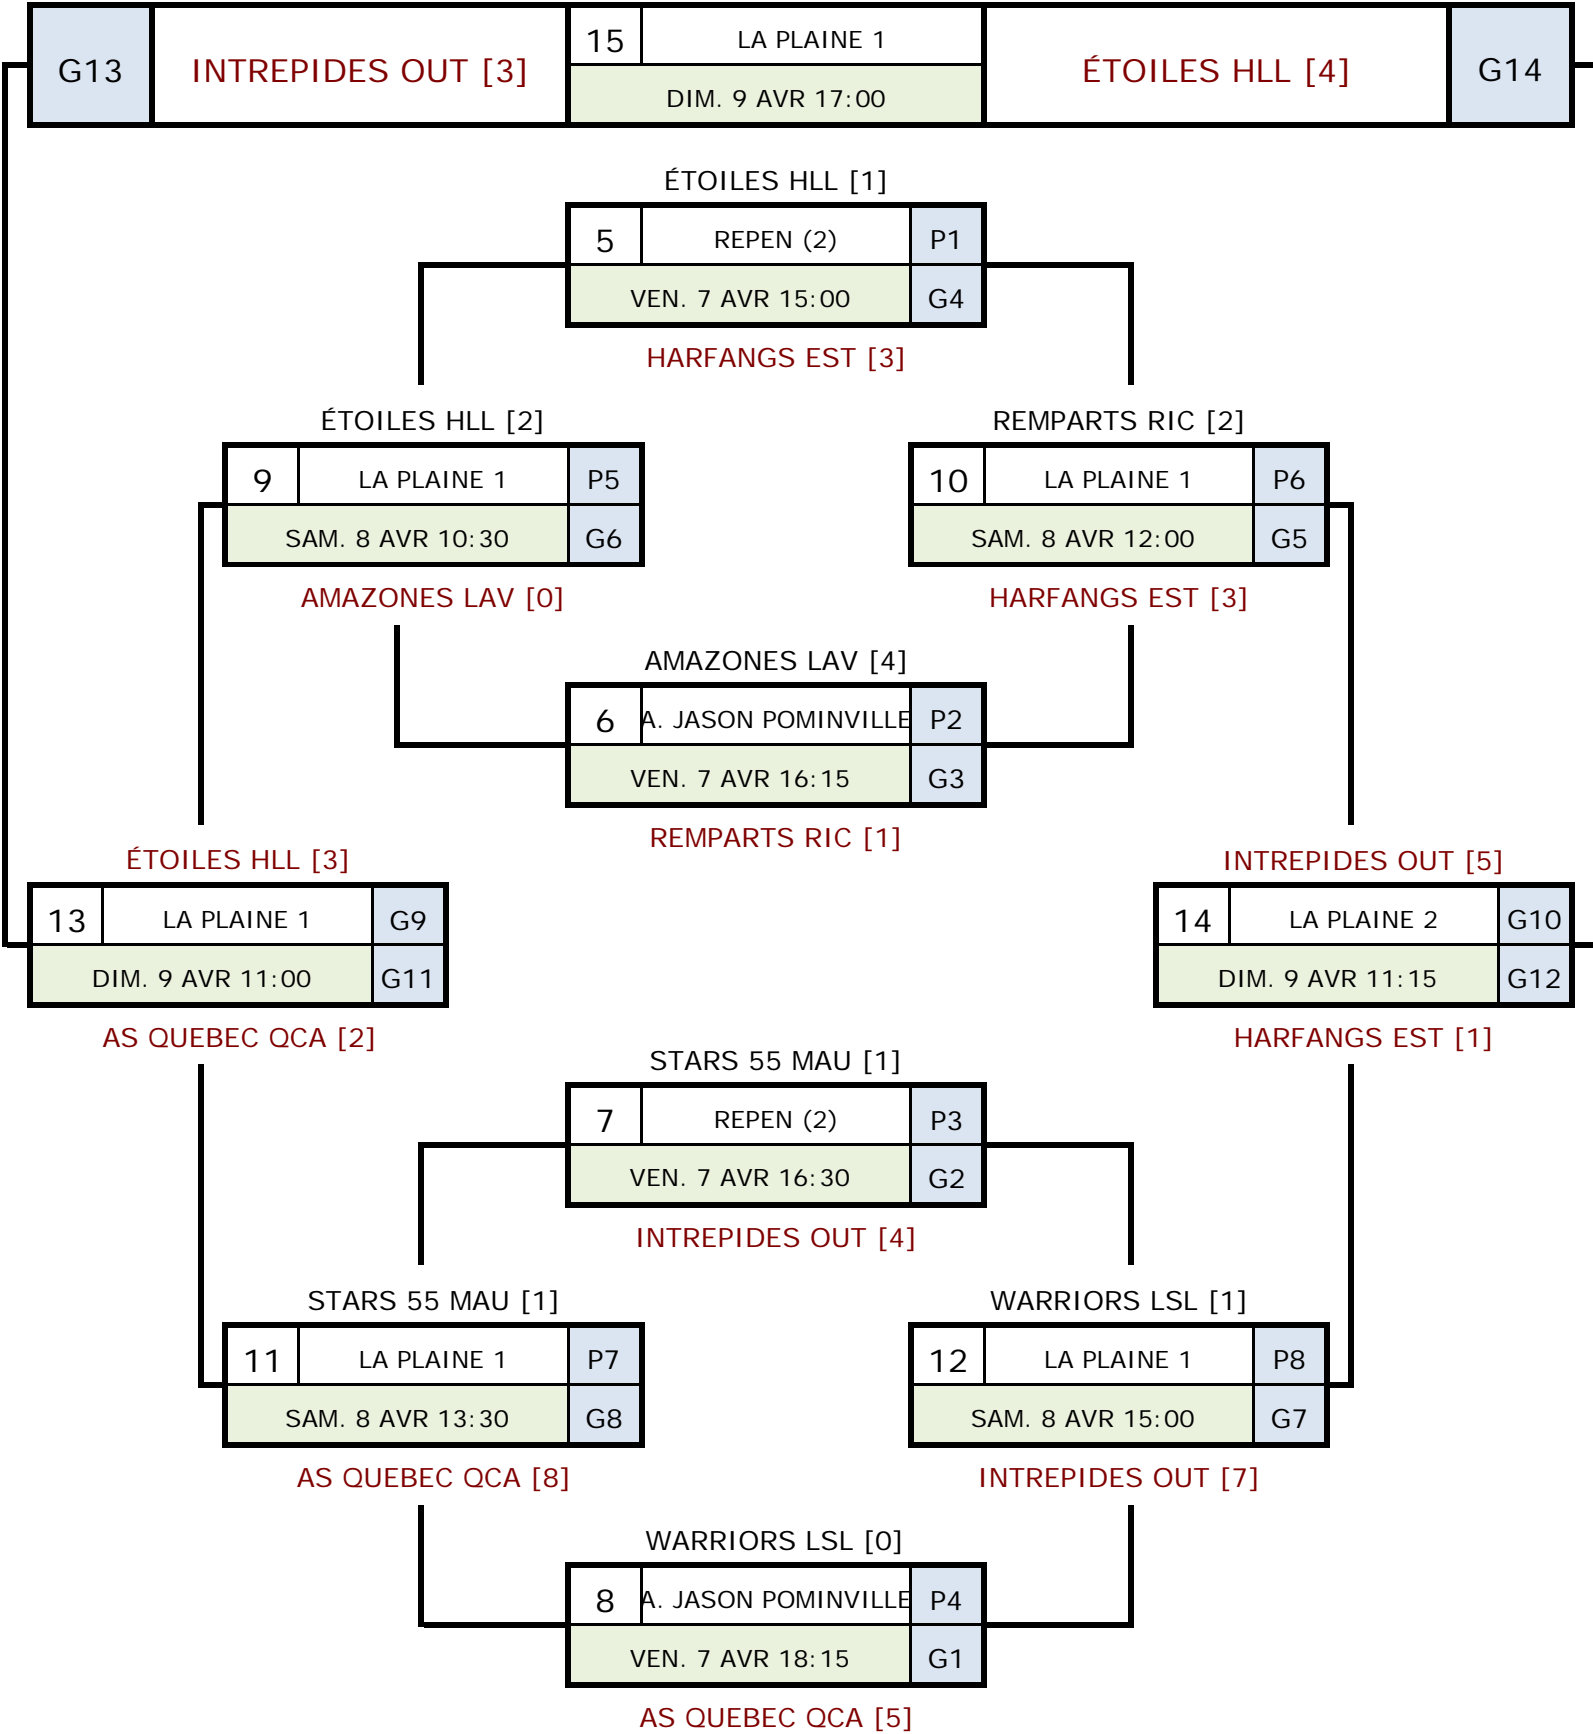 G13 INTREPIDES OUT [3] 15 LA PLAINE 1 ÉTOILES HLL [4] G14
DIM. 9 AVR 17:00
ÉTOILES HLL [1]
5 REPEN (2) P1
VEN. 7 AVR 15:00 G4
HARFANGS EST [3]
ÉTOILES HLL [2] REMPARTS RIC [2]
9 LA PLAINE 1 P5 10 LA PLAINE 1 P6
SAM. 8 AVR 10:30 G6 SAM. 8 AVR 12:00 G5
AMAZONES LAV [0] HARFANGS EST [3]
AMAZONES LAV [4]
6 A. JASON POMINVILLE P2
VEN. 7 AVR 16:15 G3
REMPARTS RIC [1]
ÉTOILES HLL [3] INTREPIDES OUT [5]
13 LA PLAINE 1 G9 14 LA PLAINE 2 G10
DIM. 9 AVR 11:00 G11 DIM. 9 AVR 11:15 G12
AS QUEBEC QCA [2] HARFANGS EST [1]
STARS 55 MAU [1]
7 REPEN (2) P3
VEN. 7 AVR 16:30 G2
INTREPIDES OUT [4]
STARS 55 MAU [1] WARRIORS LSL [1]
11 LA PLAINE 1 P7 12 LA PLAINE 1 P8
SAM. 8 AVR 13:30 G8 SAM. 8 AVR 15:00 G7
AS QUEBEC QCA [8] INTREPIDES OUT [7]
WARRIORS LSL [0]
8 A. JASON POMINVILLE P4
VEN. 7 AVR 18:15 G1
AS QUEBEC QCA [5]